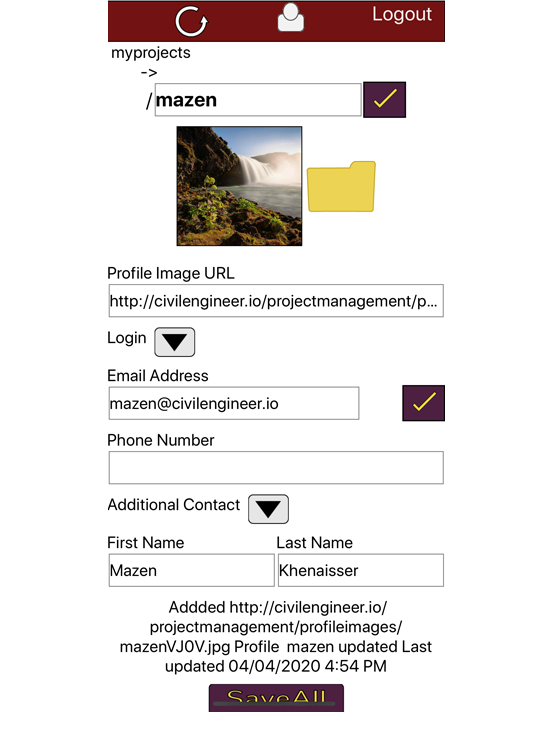 Logout
myprojects
->
/mazen
Profile Image URL
http://civilengineer.io/projectmanagement/p...
Login
Email Address
mazen@civilengineer.io
Phone Number
Additional Contact
First Name Last Name
Mazen Khenaisser
Addded http://civilengineer.io/
projectmanagement/profileimages/
mazenVJ0V.jpg Profile  mazen updated Last
updated 04/04/2020 4:54 PM
SaveAll